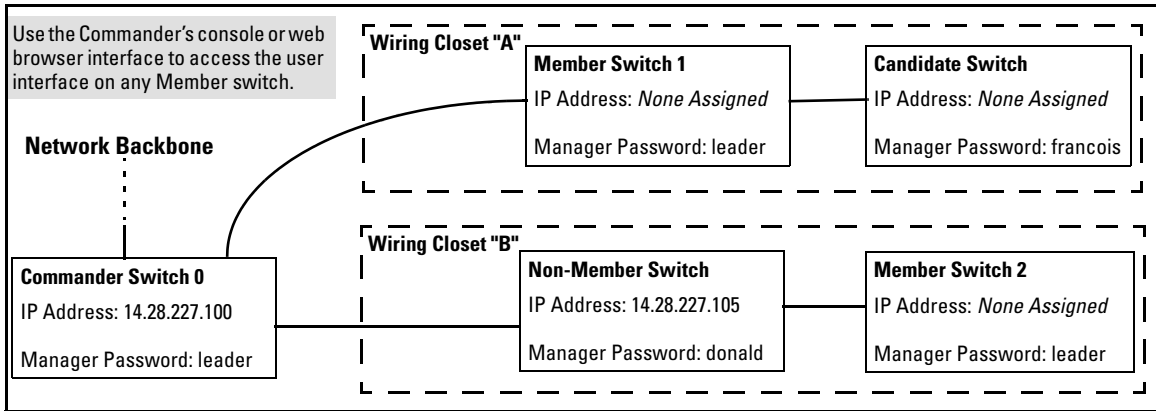 Use the Commander's console or web
browser interface to access the user
interface on any Member switch.
Network Backbone
Commander Switch 0
IP Address: 14.28.227.100
Manager Password: leader
Wiring Closet "A"
Member Switch 1
IP Address: None Assigned
Manager Password: leader
Candidate Switch
IP Address: None Assigned
Manager Password: francois
Wiring Closet "B"
Non-Member Switch
IP Address: 14.28.227.105
Manager Password: donald
Member Switch 2
IP Address: None Assigned
Manager Password: leader